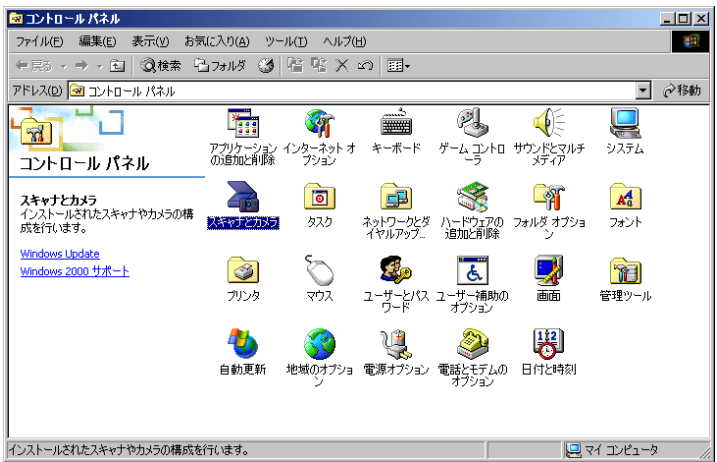 コントロール パネル
ファイル(F) 編集(E) 表示(V) お気に入り(A) ツール(T) ヘルプ(H)
戻る 検索 フォルダ
アドレス(D) コントロール パネル 移動
コントロール パネル
スキャナとカメラ
インストールされたスキャナやカメラの構
成を行います。
Windows Update
Windows 2000 サポート
アプリケーション
の追加と削除
インターネット オ
プション
キーボード
ゲーム コントロ
ーラ
サウンドとマルチ
メディア
システム
スキャナとカメラ
タスク
ネットワークとダ
イヤルアップ...
ハードウェアの
追加と削除
フォルダ オプショ
ン
フォント
プリンタ
マウス
ユーザーとパス
ワード
ユーザー補助の
オプション
画面
管理ツール
自動更新
地域のオプショ
ン
電源オプション
電話とモデムの
オプション
日付と時刻
インストールされたスキャナやカメラの構成を行います。
マイ コンピュータ